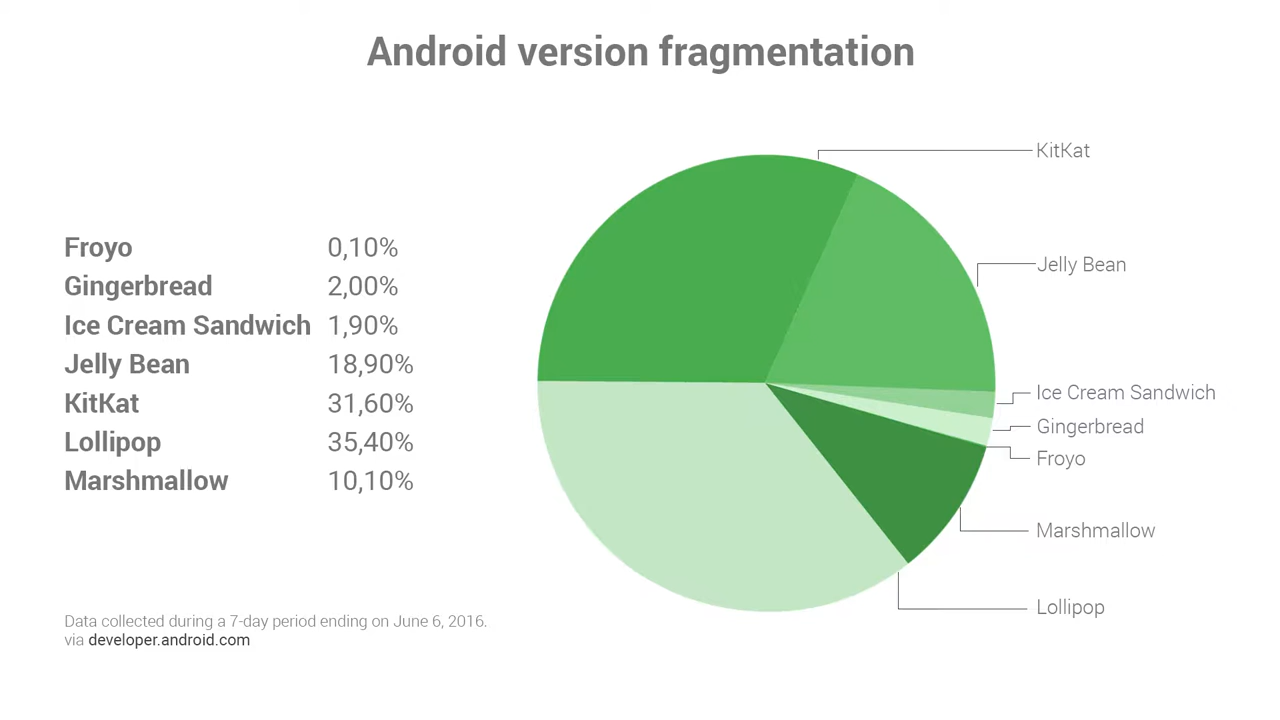 Android version fragmentation
Froyo 0,10%
Gingerbread 2,00%
Ice Cream Sandwich 1,90%
Jelly Bean 18,90%
KitKat 31,60%
Lollipop 35,40%
Marshmallow 10,10%
KitKat
Jelly Bean
Ice Cream Sandwich
Gingerbread
Froyo
Marshmallow
Lollipop
Data collected during a 7-day period ending on June 6, 2016.
via developer.android.com